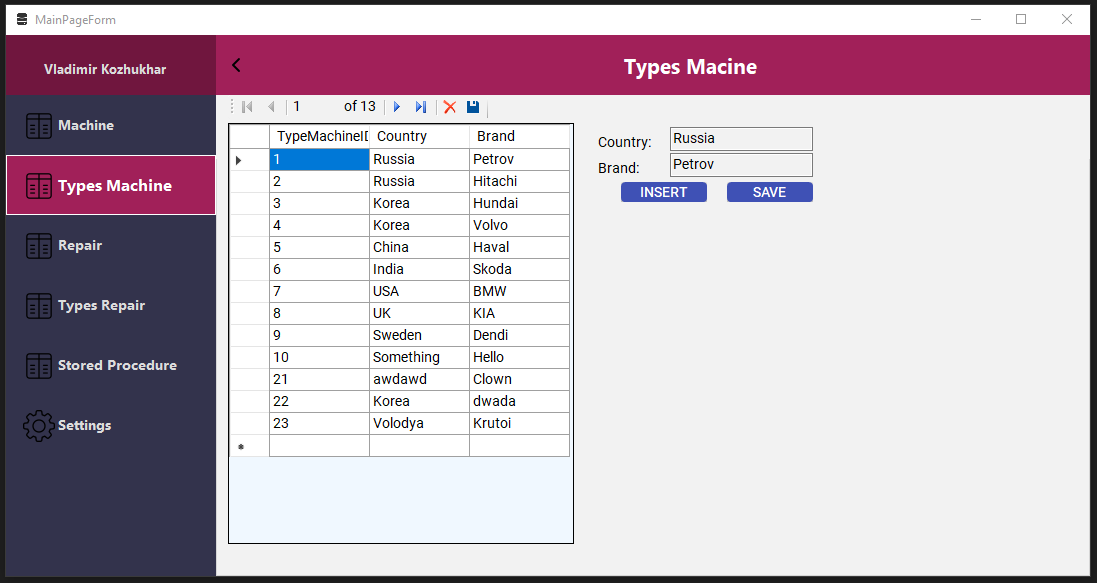 MainPageForm
Vladimir Kozhukhar
Types Macine
Machine
Types Machine
Repair
Types Repair
Stored Procedure
Settings
1 of 13
TypeMachineID Country Brand
1 Russia Petrov
2 Russia Hitachi
3 Korea Hundai
4 Korea Volvo
5 China Haval
6 India Skoda
7 USA BMW
8 UK KIA
9 Sweden Dendi
10 Something Hello
21 awdawd Clown
22 Korea dwada
23 Volodya Krutoi
Country: Russia
Brand: Petrov
INSERT SAVE